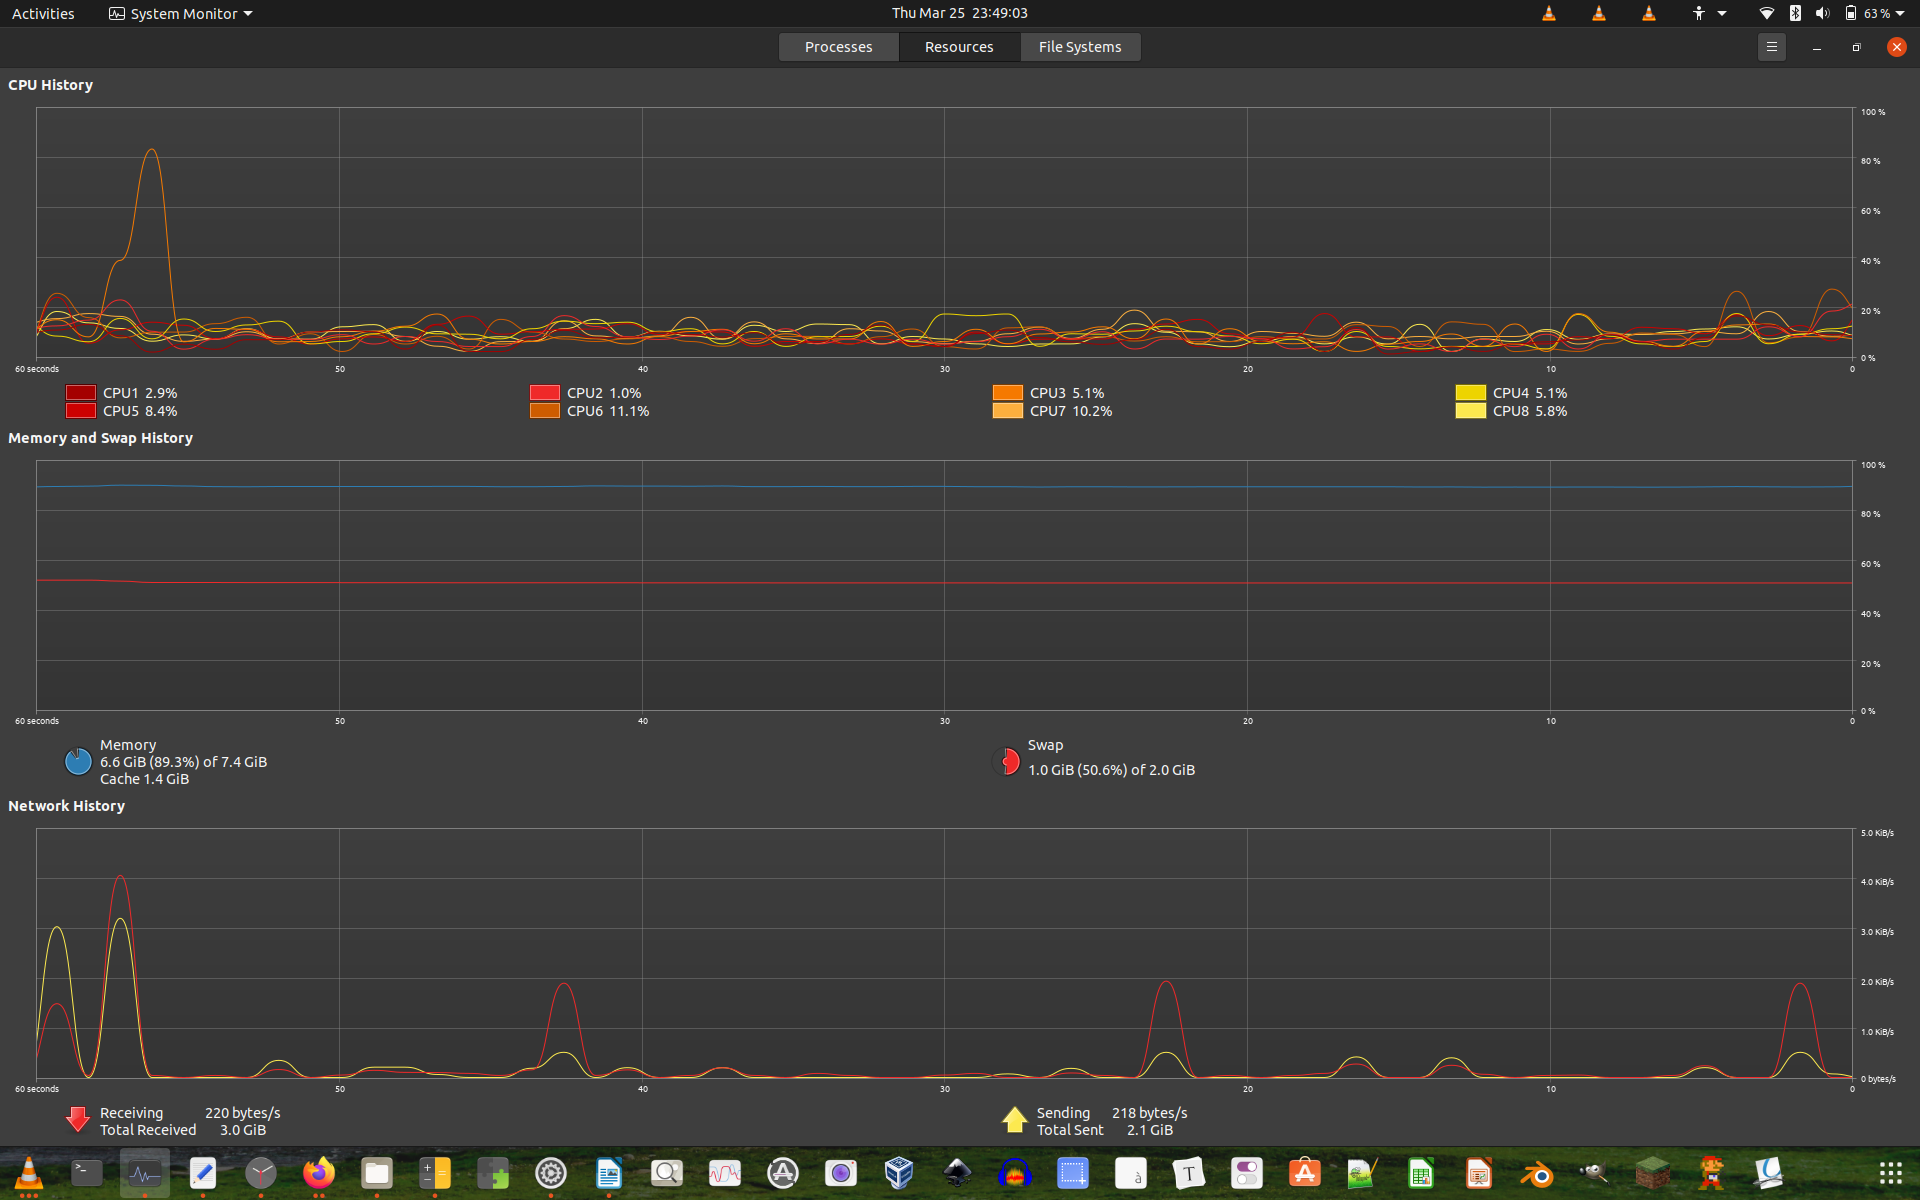 Activities System Monitor Thu Mar 25 23:49:03 63 %
Processes Resources File Systems
CPU History
100 %
80 %
60 %
40 %
20 %
0 %
60 seconds 50 40 30 20 10 0
CPU1 2.9% CPU2 1.0% CPU3 5.1% CPU4 5.1%
CPU5 8.4% CPU6 11.1% CPU7 10.2% CPU8 5.8%
Memory and Swap History
100 %
80 %
60 %
40 %
20 %
0 %
60 seconds 50 40 30 20 10 0
Memory Swap
6.6 GiB (89.3%) of 7.4 GiB 1.0 GiB (50.6%) of 2.0 GiB
Cache 1.4 GiB
Network History
5.0 KiB/s
4.0 KiB/s
3.0 KiB/s
2.0 KiB/s
1.0 KiB/s
0 bytes/s
60 seconds 50 40 30 20 10 0
Receiving 220 bytes/s Sending 218 bytes/s
Total Received 3.0 GiB Total Sent 2.1 GiB